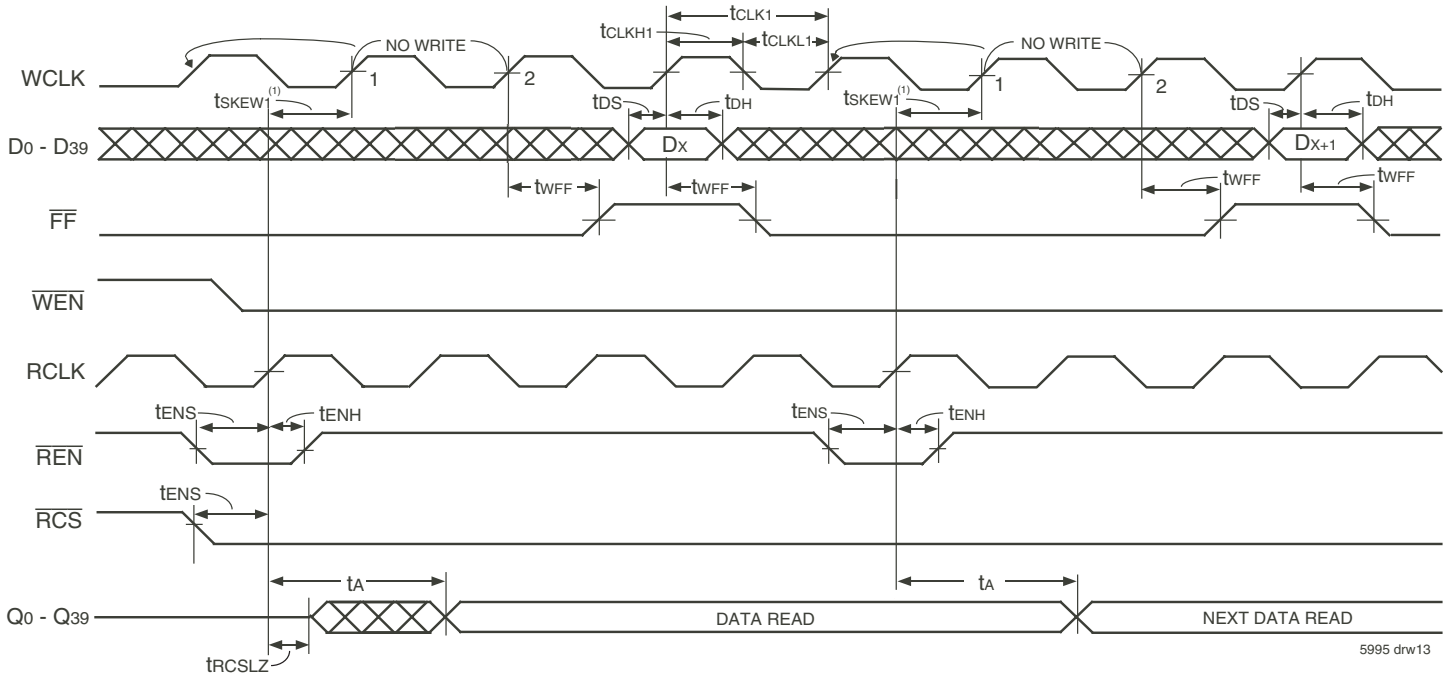 tCLK1
tCLKH1
tCLKL1
NO WRITE
NO WRITE
WCLK
1
2
1
2
tSKEW1(1)
tDS
tDH
tSKEW1(1)
tDS
tDH
D0 - D39
DX
DX+1
tWFF
tWFF
tWFF
tWFF
FF
WEN
RCLK
tENS
tENH
tENS
tENH
REN
tENS
RCS
tA
tA
Q0 - Q39
DATA READ
NEXT DATA READ
tRCSLZ
5995 drw13